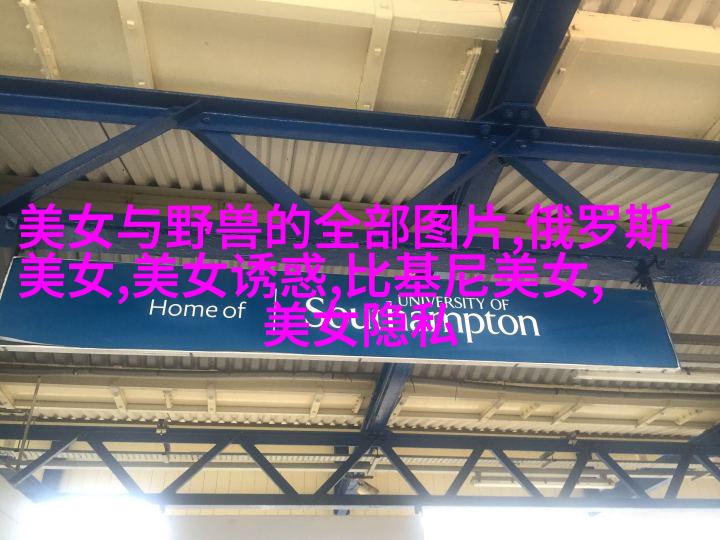 美女与野兽的全部图片,俄罗斯
美女,美女诱惑,比基尼美女,
美女隐私
Home of
UNIVERSITY OF
Southampton